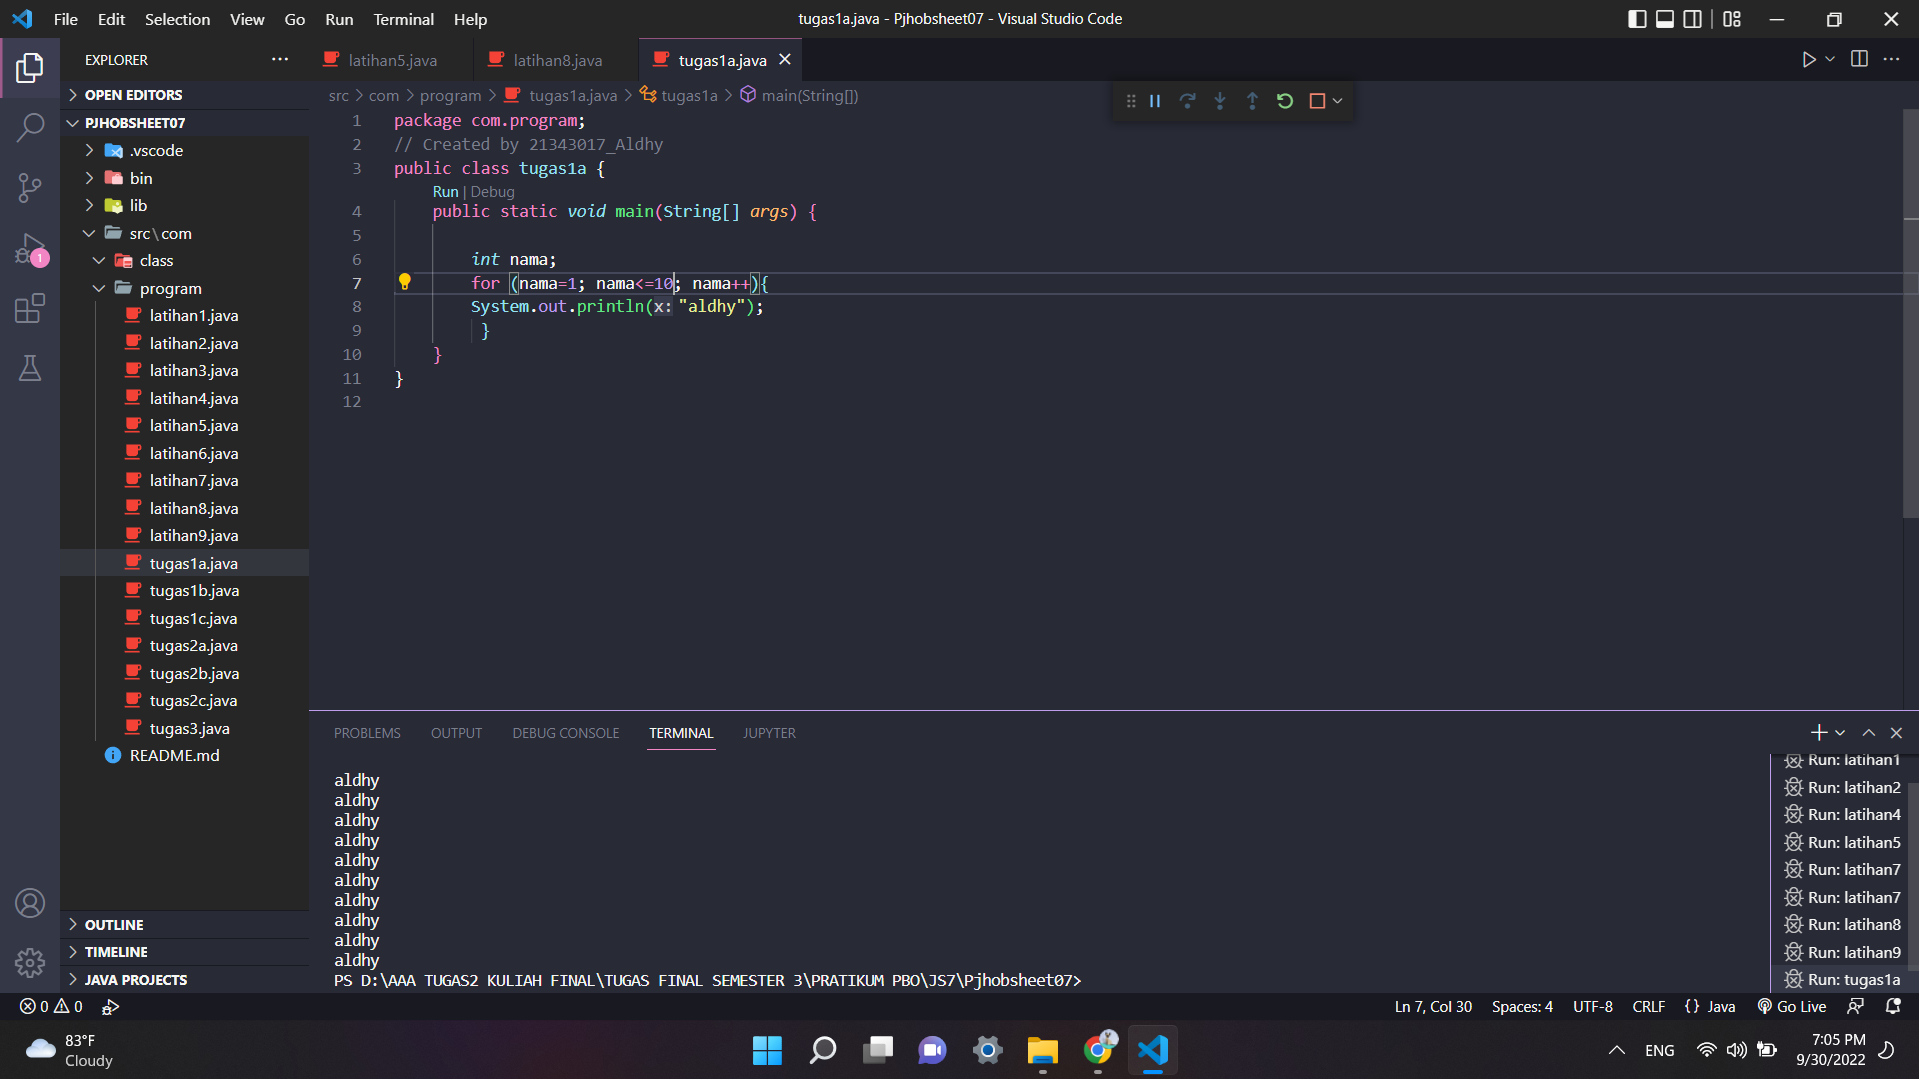 File Edit Selection View Go Run Terminal Help
tugas1a.java - Pjhobsheet07 - Visual Studio Code
EXPLORER
latihan5.java
latihan8.java
tugas1a.java
OPEN EDITORS
PJHOBSHEET07
.vscode
bin
lib
src\com
class
program
latihan1.java
latihan2.java
latihan3.java
latihan4.java
latihan5.java
latihan6.java
latihan7.java
latihan8.java
latihan9.java
tugas1a.java
tugas1b.java
tugas1c.java
tugas2a.java
tugas2b.java
tugas2c.java
tugas3.java
README.md
OUTLINE
TIMELINE
JAVA PROJECTS
1
src > com > program > tugas1a.java > tugas1a > main(String[])
1 package com.program;
2 // Created by 21343017_Aldhy
3 public class tugas1a {
Run | Debug
4 public static void main(String[] args) {
5
6 int nama;
7 for (nama=1; nama<=10; nama++){
8 System.out.println(x: "aldhy");
9 }
10 }
11 }
12
PROBLEMS OUTPUT DEBUG CONSOLE TERMINAL JUPYTER
aldhy
aldhy
aldhy
aldhy
aldhy
aldhy
aldhy
aldhy
aldhy
aldhy
PS D:\AAA TUGAS2 KULIAH FINAL\TUGAS FINAL SEMESTER 3\PRATIKUM PBO\JS7\Pjhobsheet07>
Run: latihan1
Run: latihan2
Run: latihan4
Run: latihan5
Run: latihan7
Run: latihan7
Run: latihan8
Run: latihan9
Run: tugas1a
0 0
Ln 7, Col 30 Spaces: 4 UTF-8 CRLF {} Java Go Live
83°F
Cloudy
ENG
7:05 PM
9/30/2022